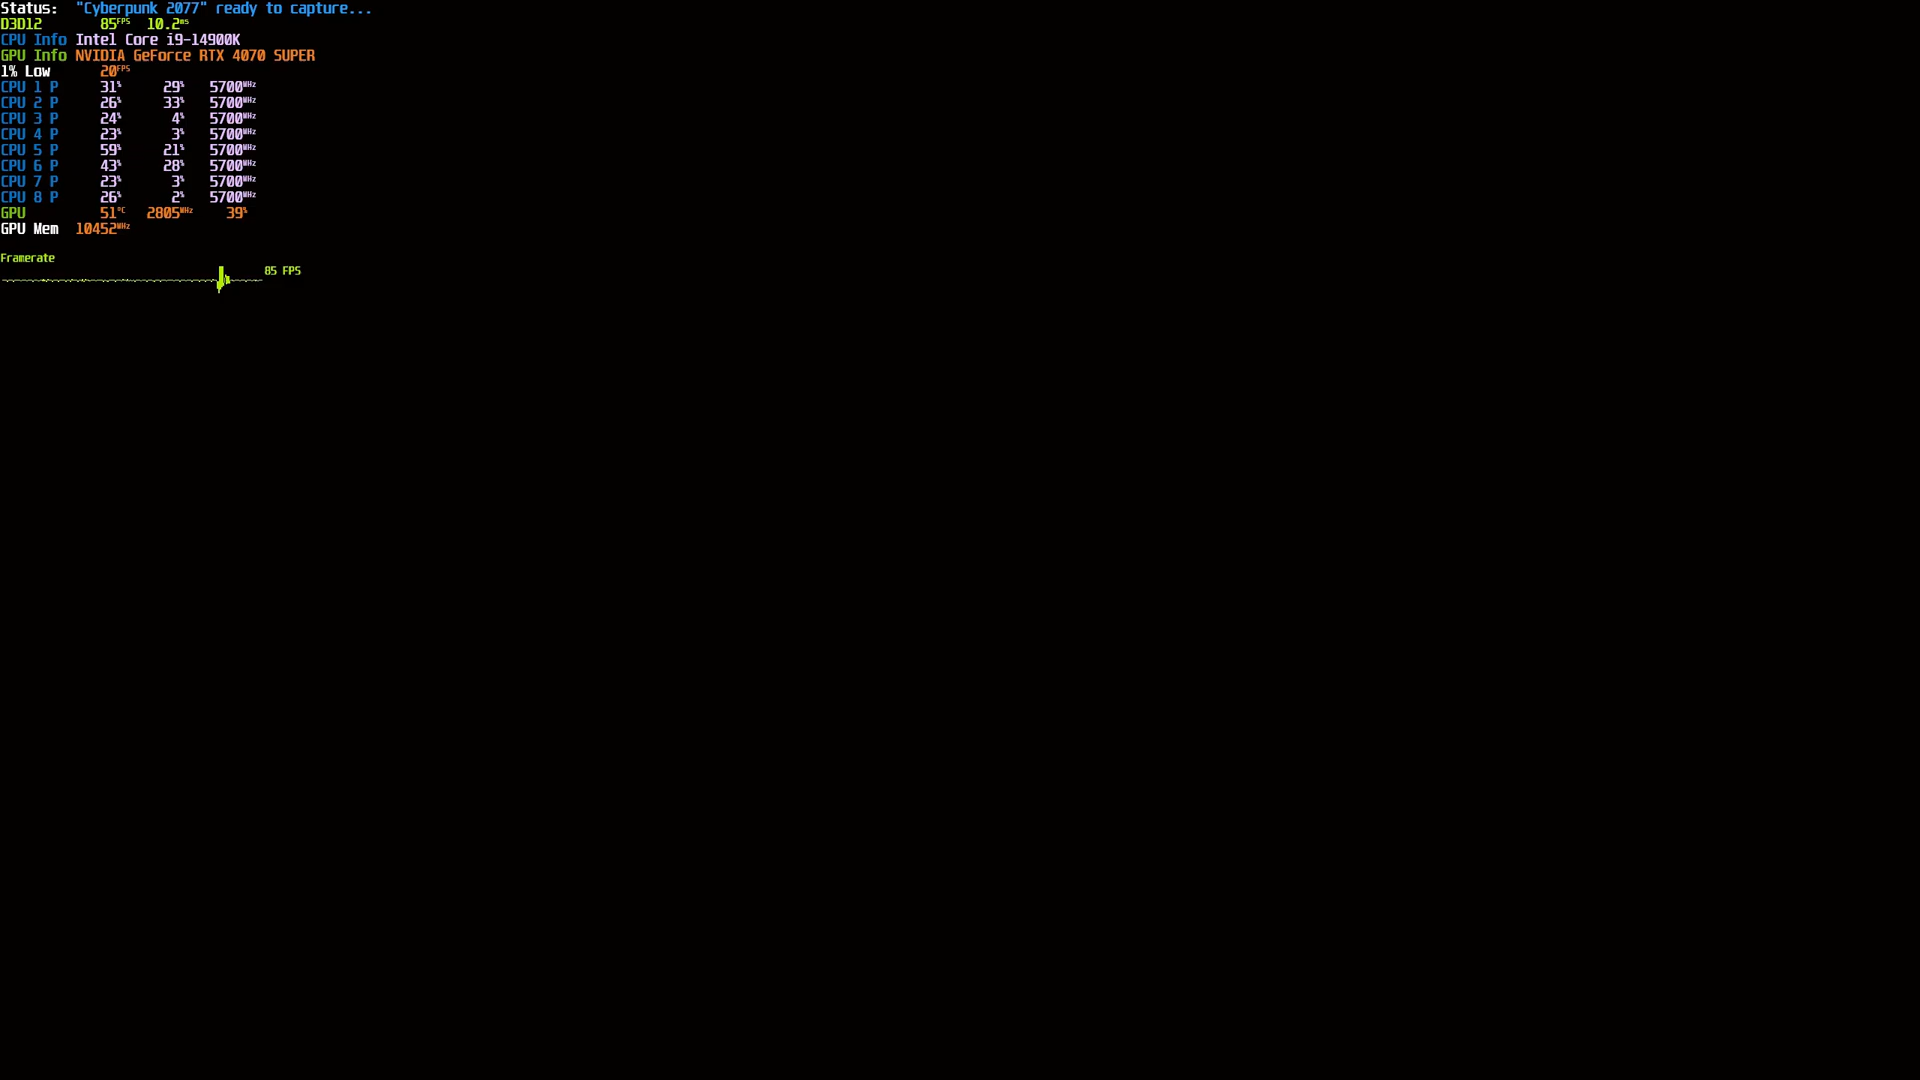 Status: "Cyberpunk 2077" ready to capture...
D3D12 85FPS 10.2ms
CPU Info Intel Core i9-14900K
GPU Info NVIDIA GeForce RTX 4070 SUPER
1% Low 20FPS
CPU 1 P 31% 29% 5700MHz
CPU 2 P 26% 33% 5700MHz
CPU 3 P 24% 4% 5700MHz
CPU 4 P 23% 3% 5700MHz
CPU 5 P 59% 21% 5700MHz
CPU 6 P 43% 28% 5700MHz
CPU 7 P 23% 3% 5700MHz
CPU 8 P 26% 2% 5700MHz
GPU 51°C 2805MHz 39%
GPU Mem 10452MHz
Framerate
85 FPS